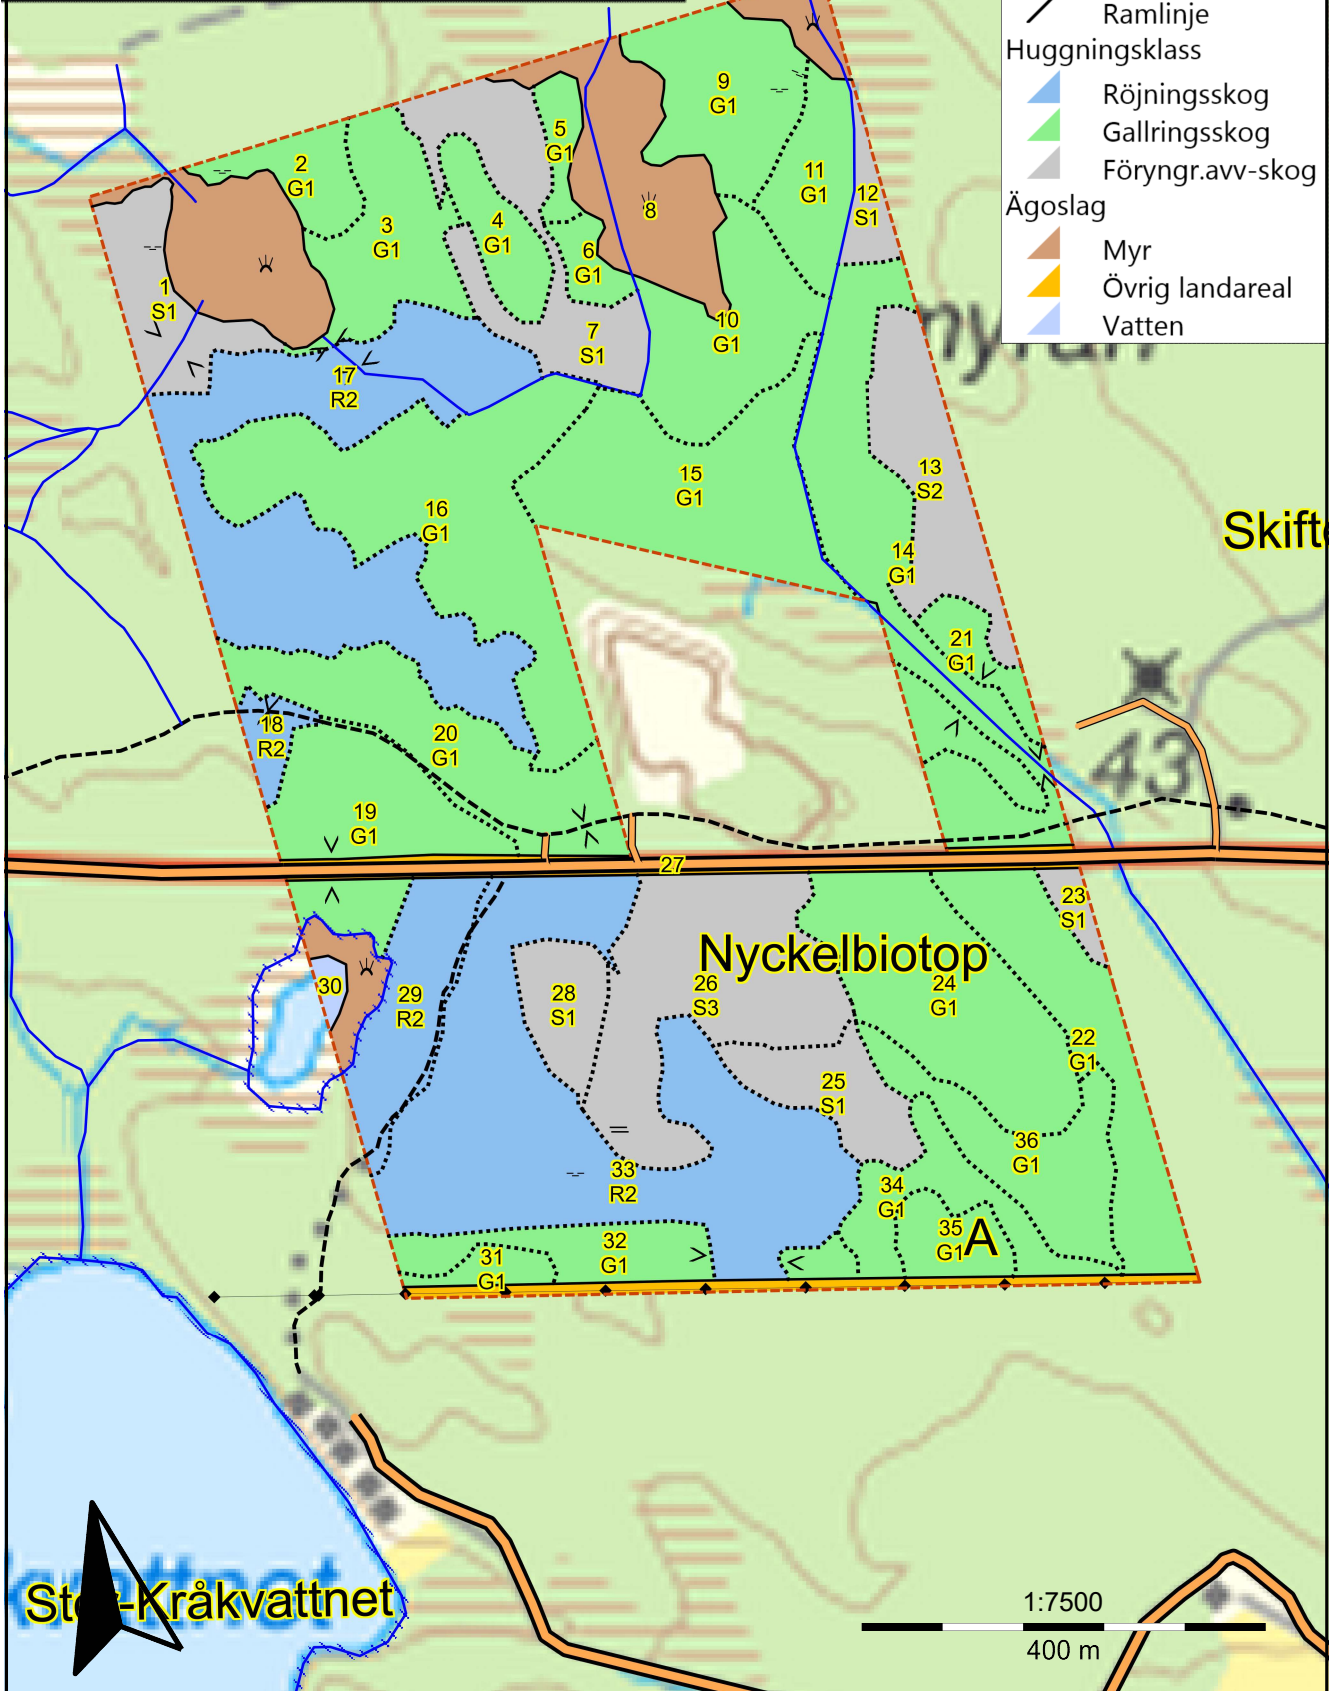 Ramlinje
Huggningsklass
Röjningsskog
Gallringsskog
Föryngr.avv-skog
Ägoslag
Myr
Övrig landareal
Vatten
9
G1
5
G1
2
G1
11
G1
12
S1
8
3
G1
4
G1
6
G1
1
S1
10
G1
7
S1
17
R2
13
S2
15
G1
16
G1
Skift
14
G1
21
G1
18
R2
20
G1
43
19
G1
27
23
S1
Nyckelbiotop
30
29
R2
28
S1
26
S3
24
G1
22
G1
25
S1
36
G1
33
R2
34
G1
35
G1
A
31
G1
32
G1
Stor-Kråkvattnet
1:7500
400 m